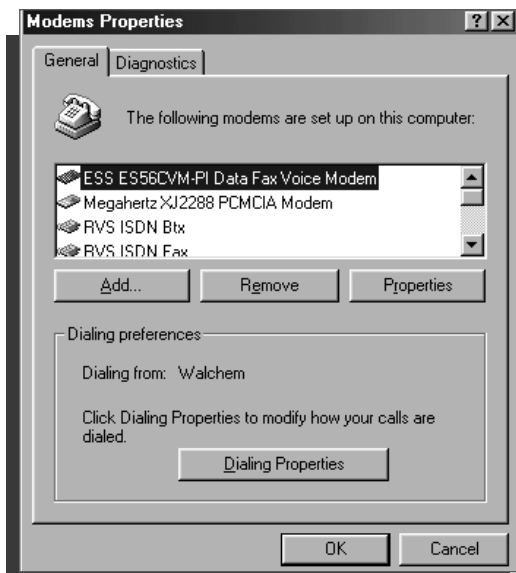 Modems Properties
General Diagnostics
The following modems are set up on this computer:
ESS ES56CVM-PI Data Fax Voice Modem
Megahertz XJ2288 PCMCIA Modem
RVS ISDN Btx
RVS ISDN Fax
Add... Remove Properties
Dialing preferences
Dialing from: Walchem
Click Dialing Properties to modify how your calls are
dialed.
Dialing Properties
OK Cancel